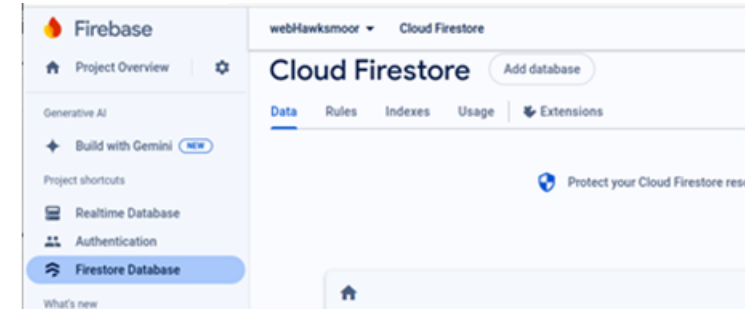 Firebase
Project Overview
Generative AI
Build with Gemini NEW
Project shortcuts
Realtime Database
Authentication
Firestore Database
What's new
webHawksmoor Cloud Firestore
Cloud Firestore Add database
Data Rules Indexes Usage Extensions
Protect your Cloud Firestore reso